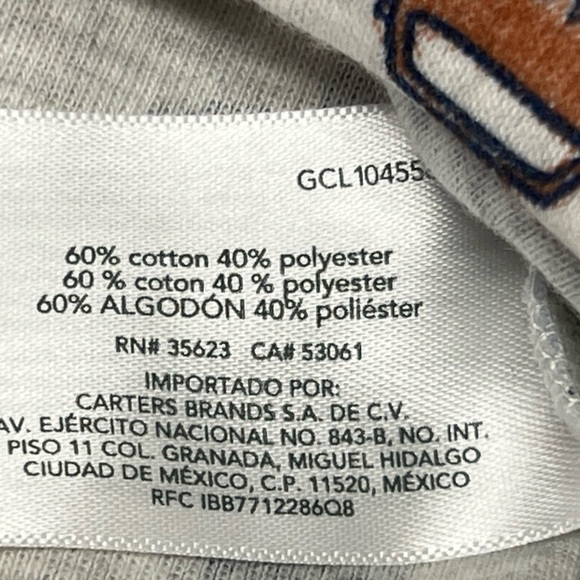 GCL10455
60% cotton 40% polyester
60 % coton 40 % polyester
60% ALGODÓN 40% poliéster
RN# 35623 CA# 53061
IMPORTADO POR:
CARTERS BRANDS S.A. DE C.V.
AV. EJÉRCITO NACIONAL NO. 843-B, NO. INT.
PISO 11 COL. GRANADA, MIGUEL HIDALGO
CIUDAD DE MÉXICO, C.P. 11520, MÉXICO
RFC IBB7712286Q8